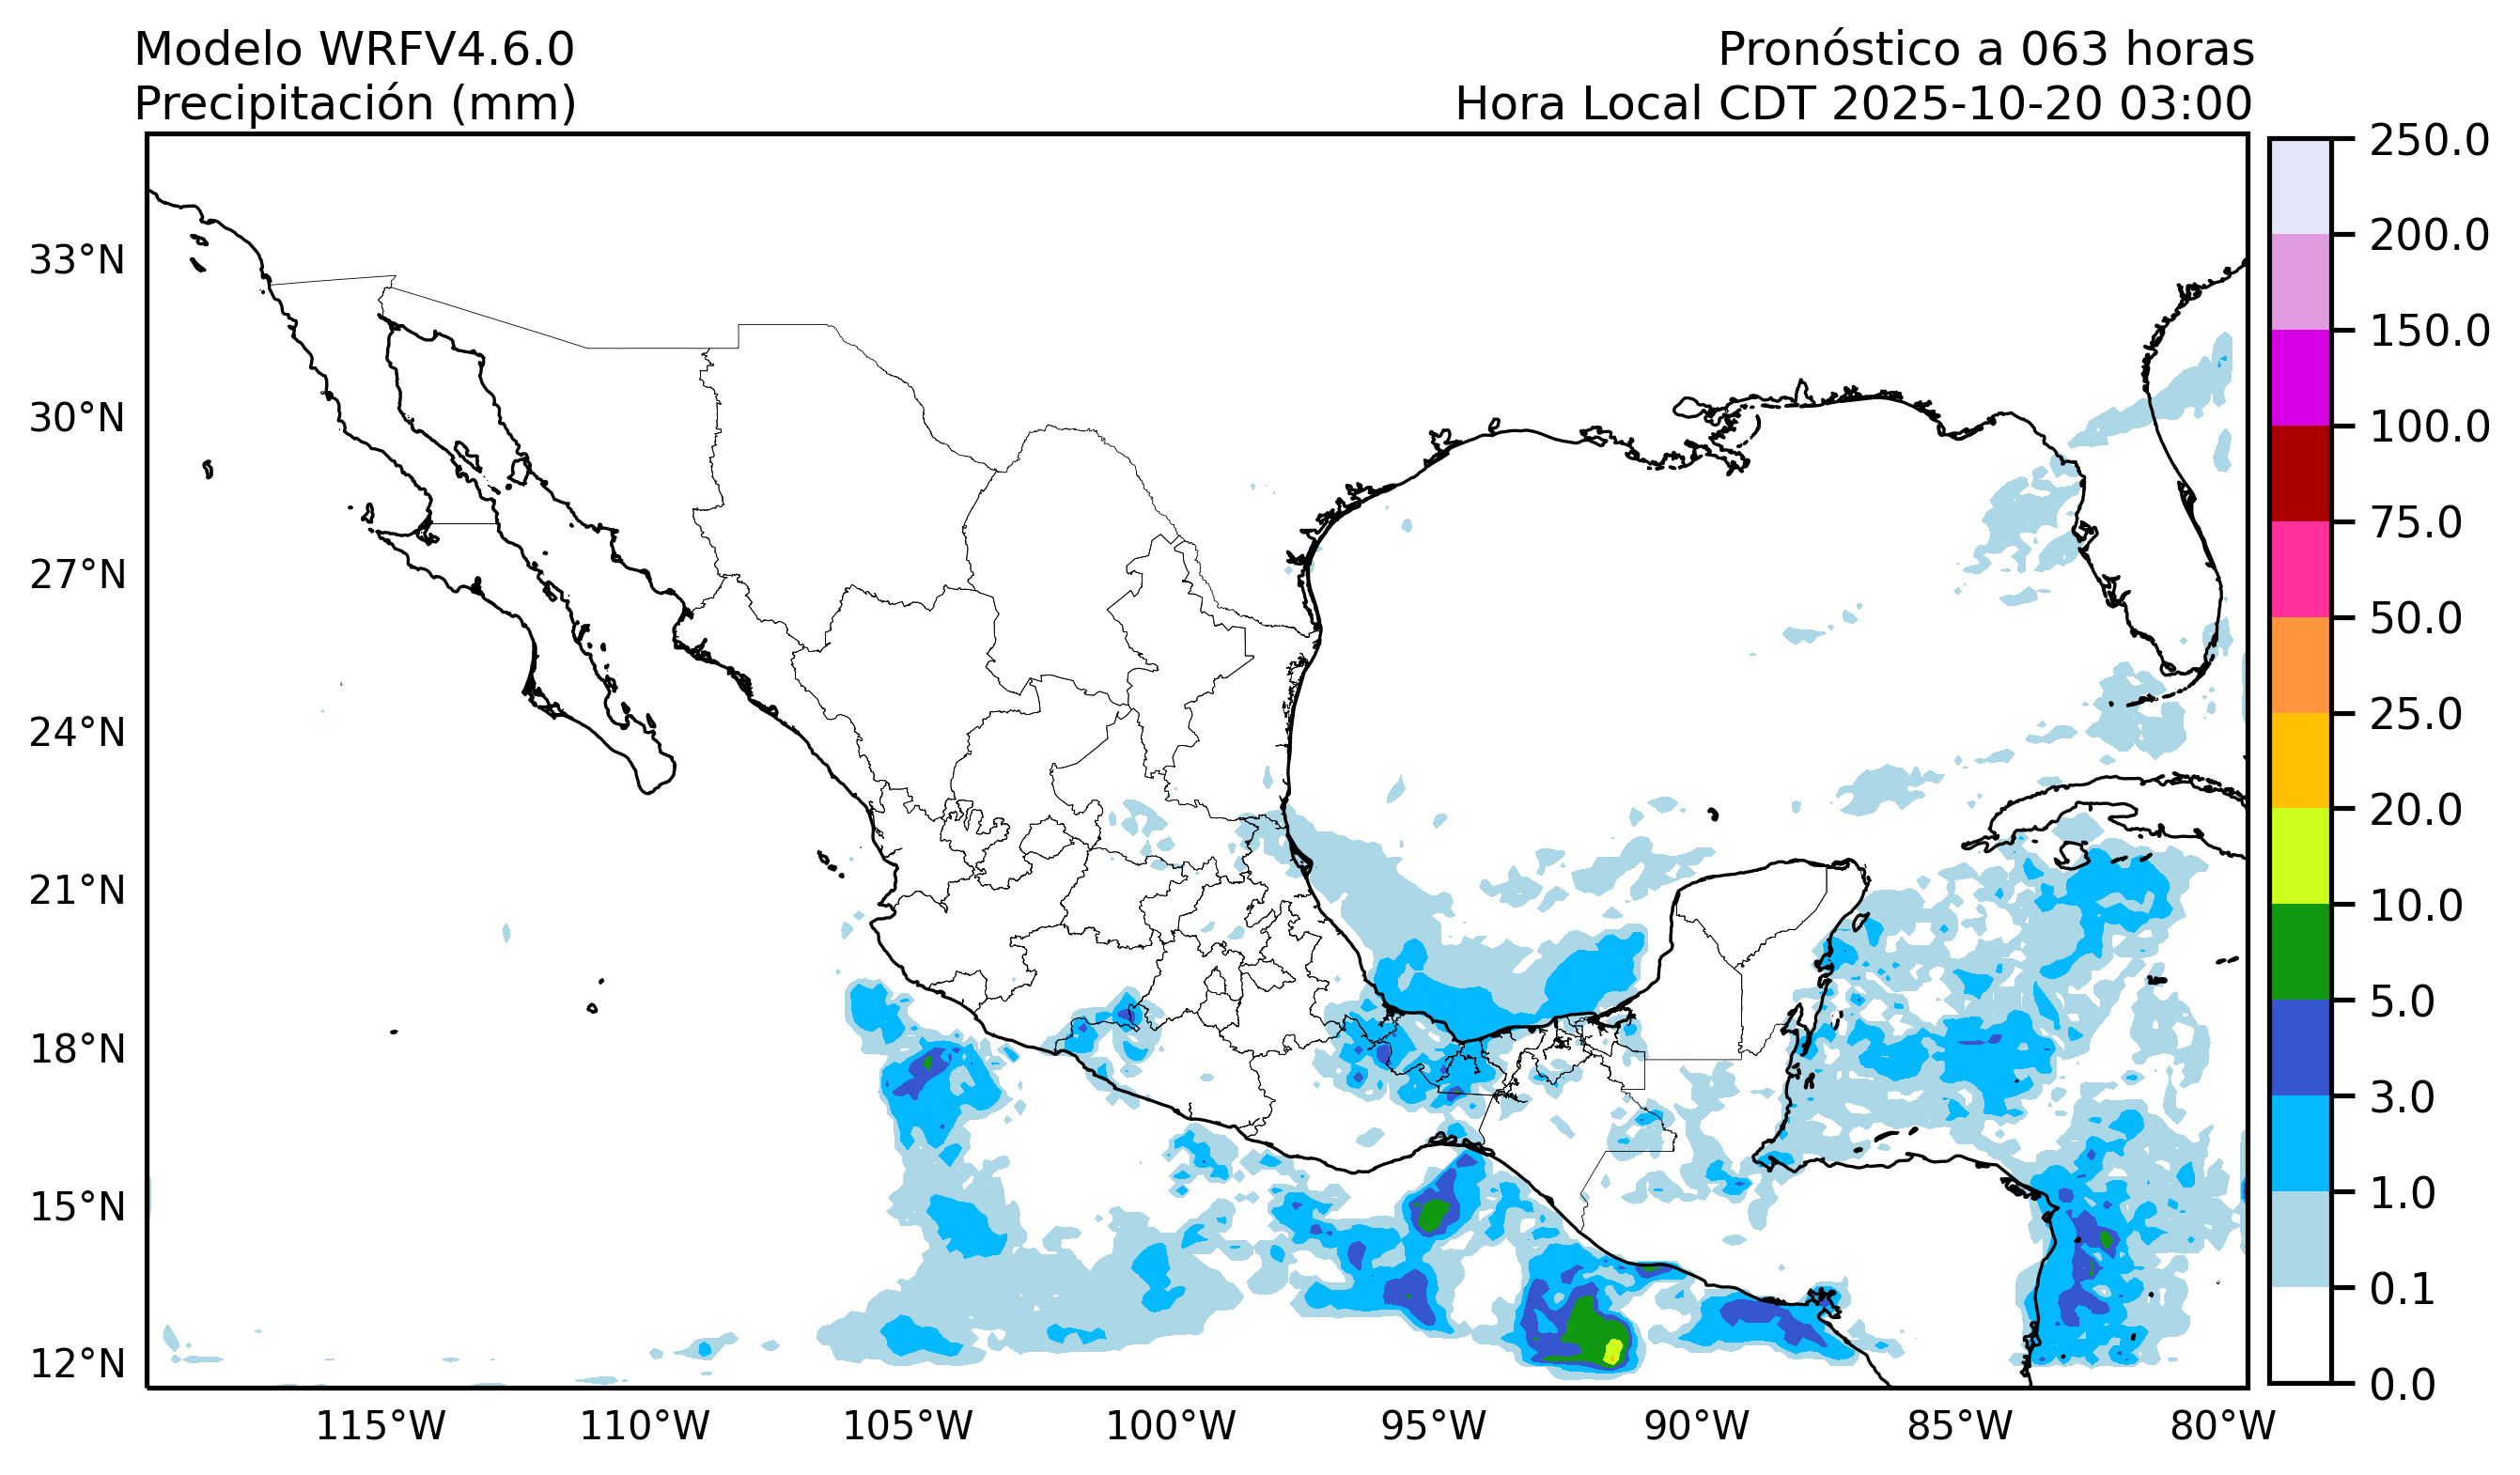 Modelo WRFV4.6.0
Precipitación (mm)
Pronóstico a 063 horas
Hora Local CDT 2025-10-20 03:00
33°N
30°N
27°N
24°N
21°N
18°N
15°N
12°N
115°W
110°W
105°W
100°W
95°W
90°W
85°W
80°W
250.0
200.0
150.0
100.0
75.0
50.0
25.0
20.0
10.0
5.0
3.0
1.0
0.1
0.0